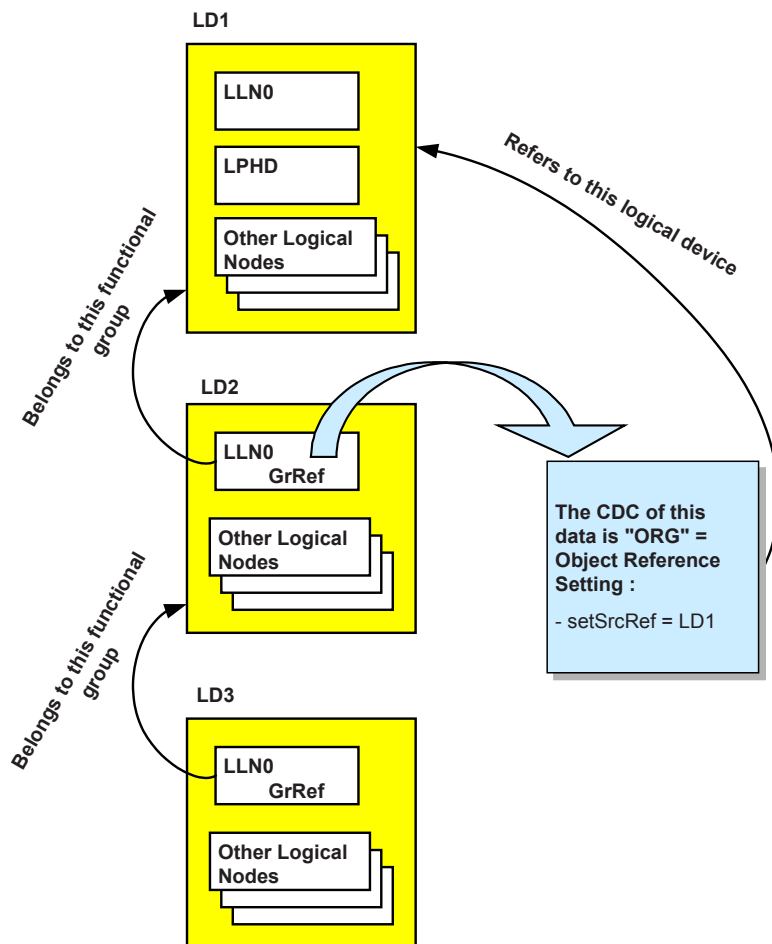 LD1
LLN0
LPHD
Other Logical
Nodes
Refers to this logical device
Belongs to this functional
group
LD2
LLN0
GrRef
Other Logical
Nodes
The CDC of this
data is "ORG" =
Object Reference
Setting :
- setSrcRef = LD1
Belongs to this functional
group
LD3
LLN0
GrRef
Other Logical
Nodes